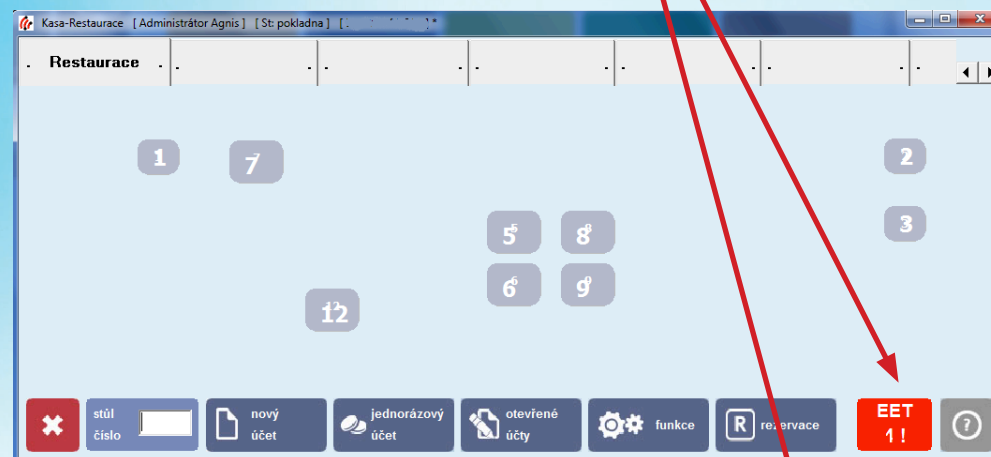 Kasa-Restaurace [ Administrátor Agnis ] [ St: pokladna ]
. Restaurace .
1 7 2
5 8 3
6 9
12
stůl číslo
nový účet
jednorázový účet
otevřené účty
funkce
R rezervace
EET 1 !
?